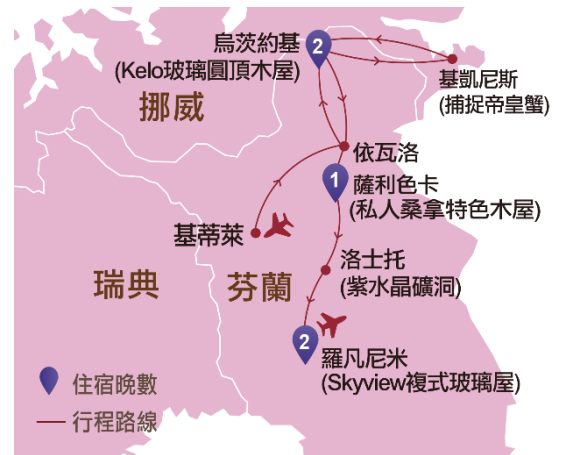 烏茨約基
(Kelo玻璃圓頂木屋)
2
基凱尼斯
(捕捉帝皇蟹)
挪威
依瓦洛
1
薩利色卡
(私人桑拿特色木屋)
基蒂萊
洛士托
(紫水晶礦洞)
瑞典
芬蘭
2
羅凡尼米
(Skyview複式玻璃屋)
住宿晚數
行程路線